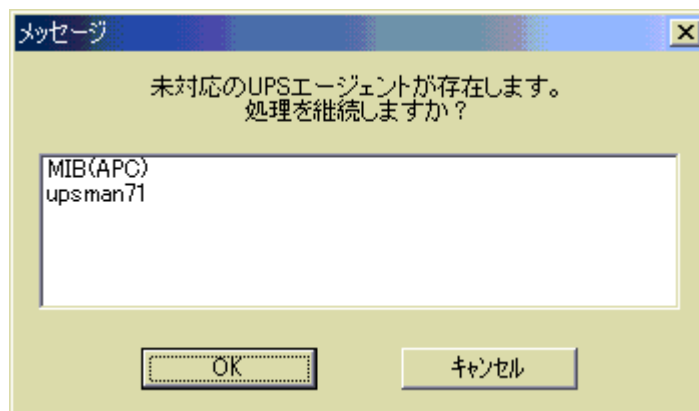 メッセージ
未対応のUPSエージェントが存在します。
処理を継続しますか？
MIB(APC)
upsman71
OK
ｷｬﾝｾﾙ